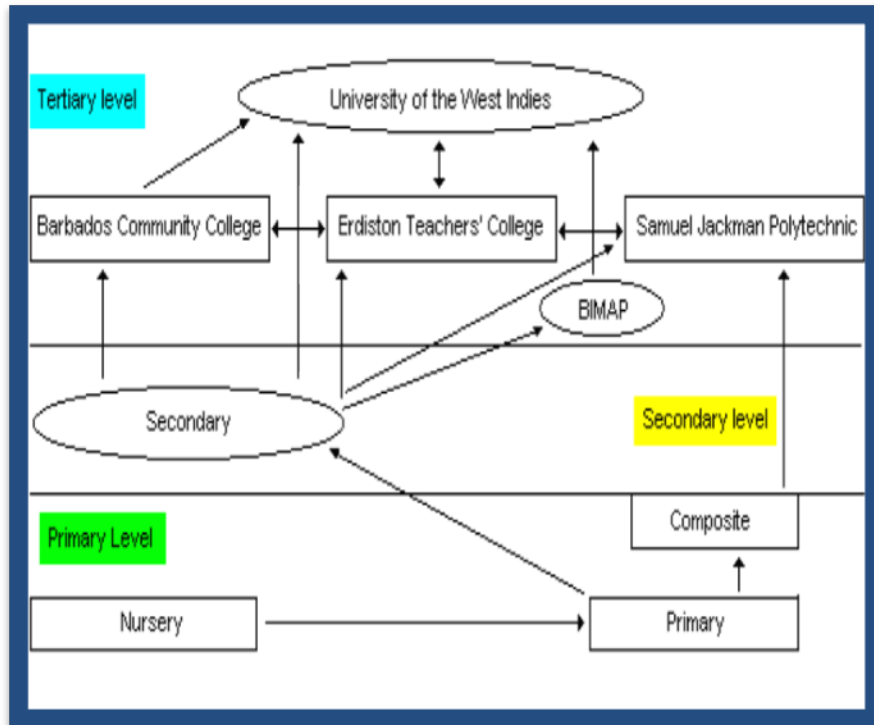 Tertiary level
University of the West Indies
Barbados Community College
Erdiston Teachers' College
Samuel Jackman Polytechnic
BIMAP
Secondary
Secondary level
Composite
Primary Level
Nursery
Primary